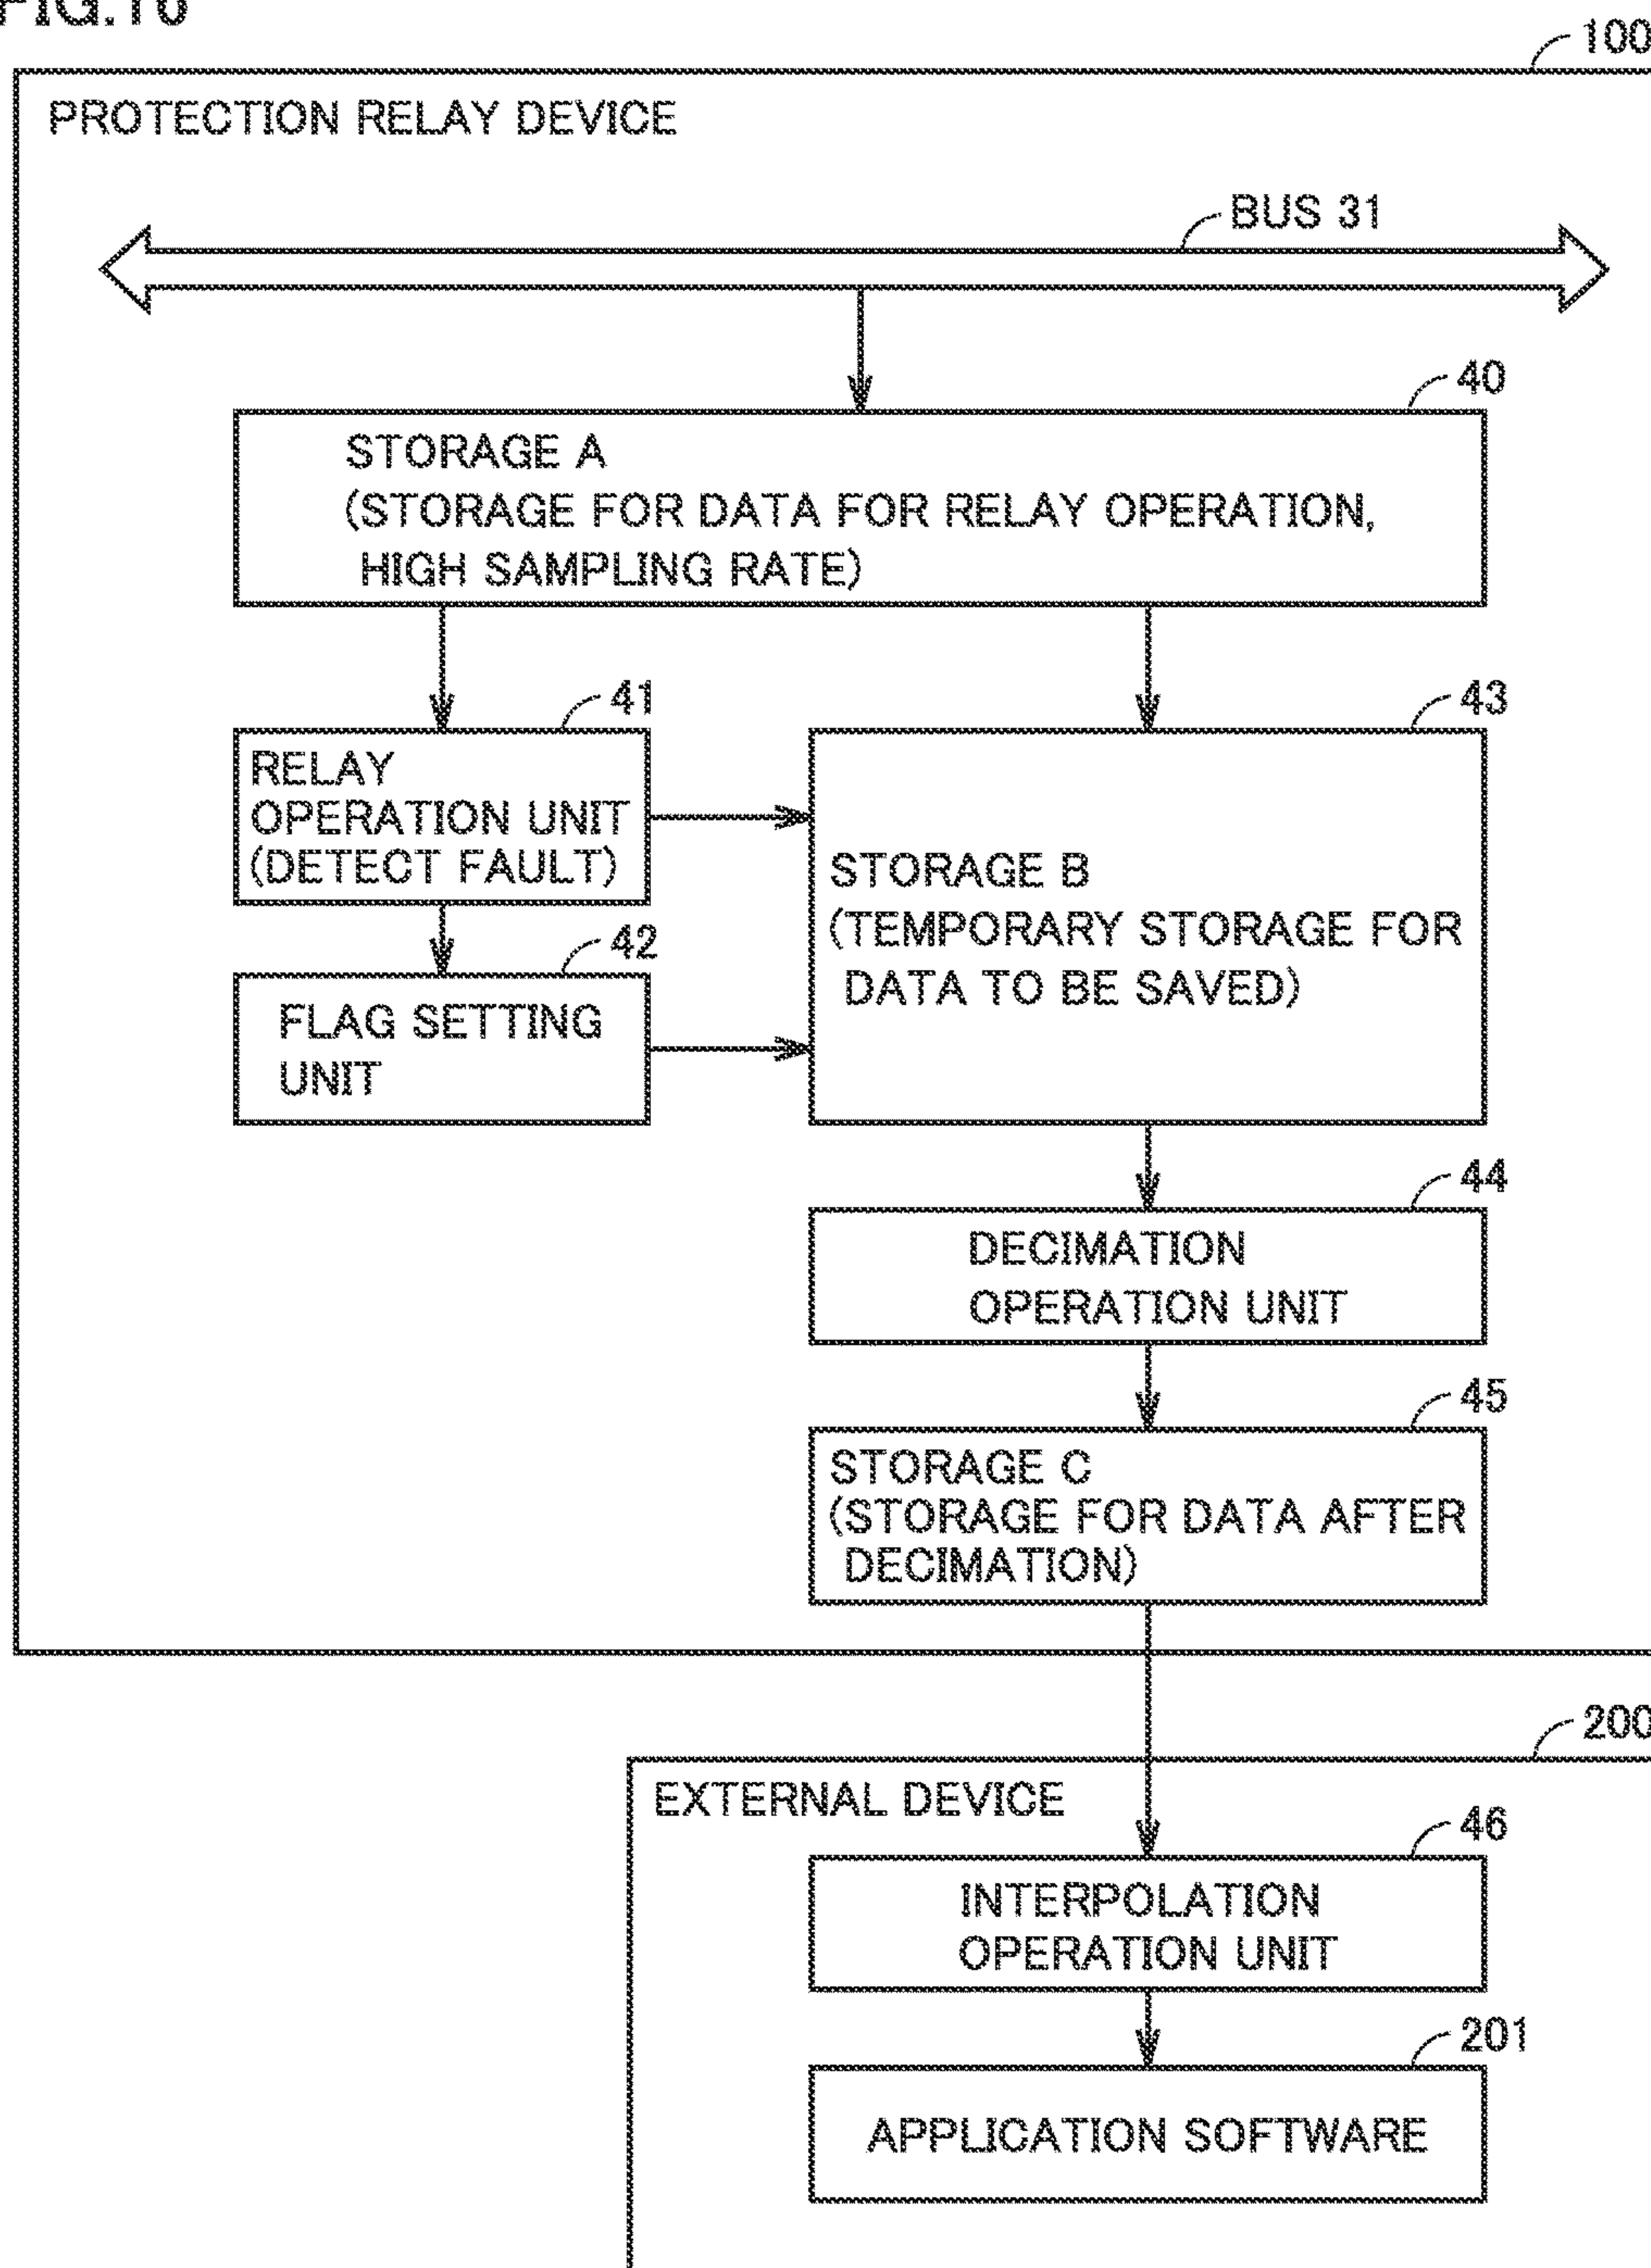 FIG.16
100
PROTECTION RELAY DEVICE
BUS 31
40
STORAGE A
(STORAGE FOR DATA FOR RELAY OPERATION,
HIGH SAMPLING RATE)
41
RELAY
OPERATION UNIT
(DETECT FAULT)
43
STORAGE B
(TEMPORARY STORAGE FOR
DATA TO BE SAVED)
42
FLAG SETTING
UNIT
44
DECIMATION
OPERATION UNIT
45
STORAGE C
(STORAGE FOR DATA AFTER
DECIMATION)
200
EXTERNAL DEVICE
46
INTERPOLATION
OPERATION UNIT
201
APPLICATION SOFTWARE